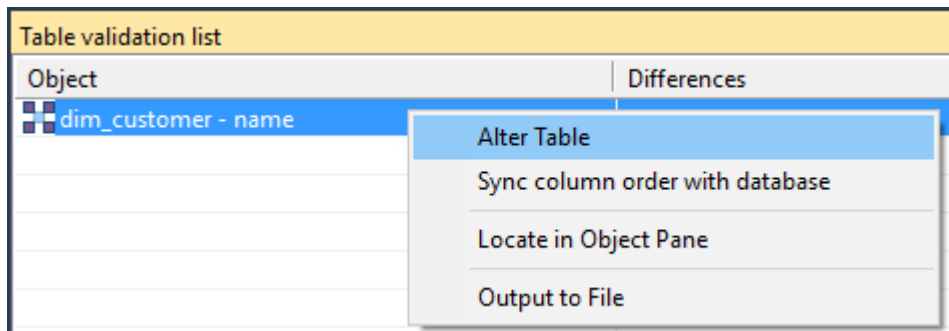 Table validation list
Object Differences
dim_customer - name
Alter Table
Sync column order with database
Locate in Object Pane
Output to File